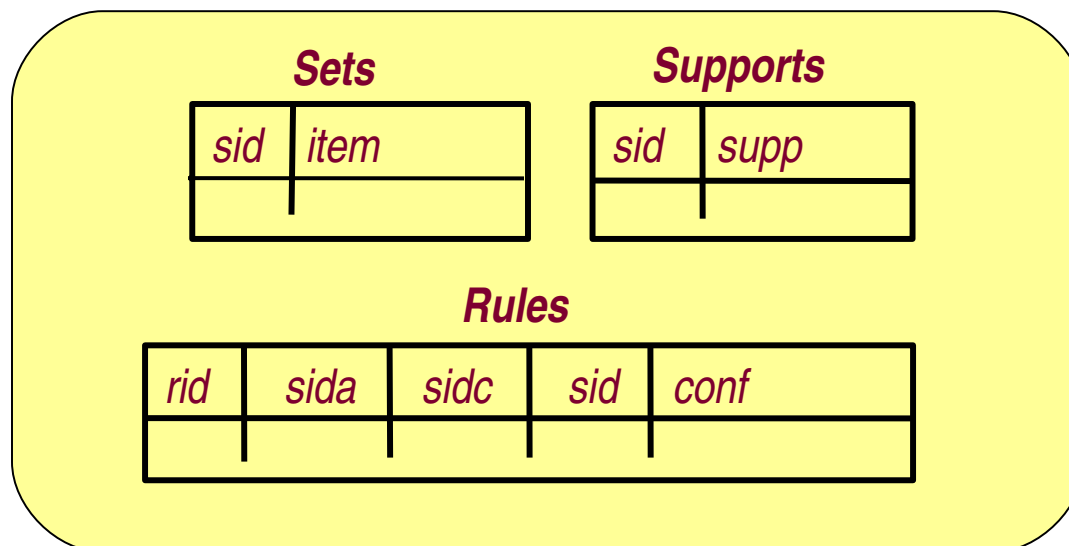 Sets
Supports
sid item
sid supp
Rules
rid sida sidc sid conf